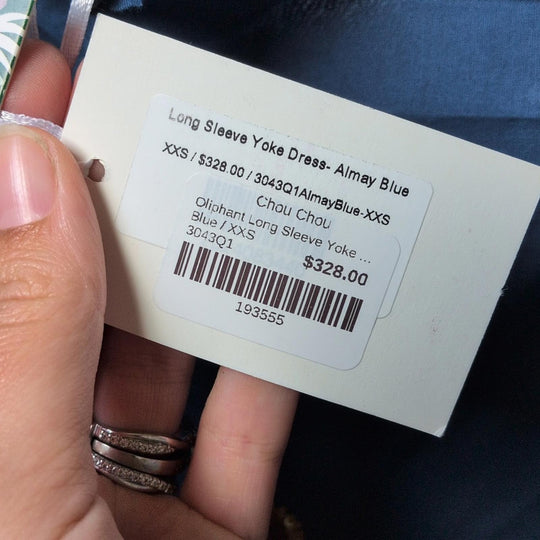 Long Sleeve Yoke Dress- Almay Blue
XXS / $328.00 / 3043Q1AlmayBlue-XXS
Chou Chou
Oliphant Long Sleeve Yoke ...
Blue / XXS
3043Q1
$328.00
193555